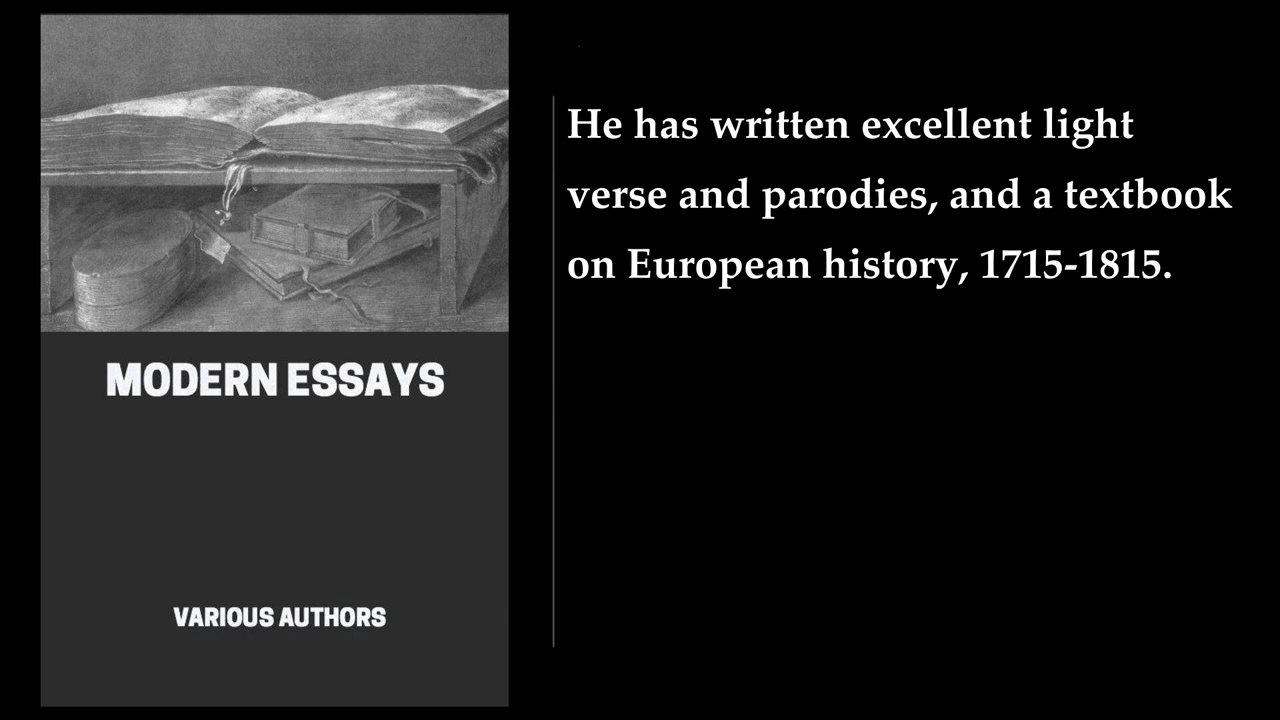 MODERN ESSAYS
VARIOUS AUTHORS
He has written excellent light
verse and parodies, and a textbook
on European history, 1715-1815.